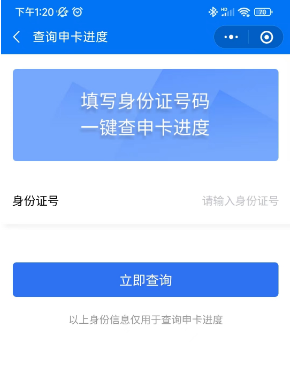 下午1:20
查询申卡进度
填写身份证号码
一键查申卡进度
身份证号 请输入身份证号
立即查询
以上身份信息仅用于查询申卡进度